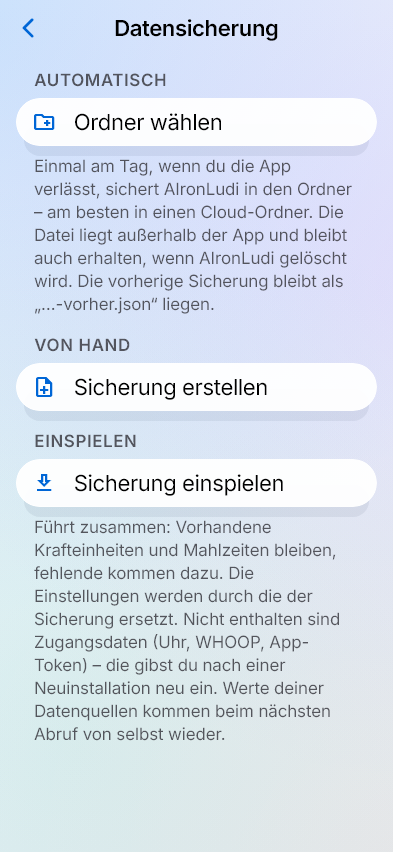 Datensicherung
AUTOMATISCH
Ordner wählen
Einmal am Tag, wenn du die App
verlässt, sichert AIronLudi in den Ordner
– am besten in einen Cloud-Ordner. Die
Datei liegt außerhalb der App und bleibt
auch erhalten, wenn AIronLudi gelöscht
wird. Die vorherige Sicherung bleibt als
„…-vorher.json“ liegen.
VON HAND
Sicherung erstellen
EINSPIELEN
Sicherung einspielen
Führt zusammen: Vorhandene
Krafteinheiten und Mahlzeiten bleiben,
fehlende kommen dazu. Die
Einstellungen werden durch die der
Sicherung ersetzt. Nicht enthalten sind
Zugangsdaten (Uhr, WHOOP, App-
Token) – die gibst du nach einer
Neuinstallation neu ein. Werte deiner
Datenquellen kommen beim nächsten
Abruf von selbst wieder.